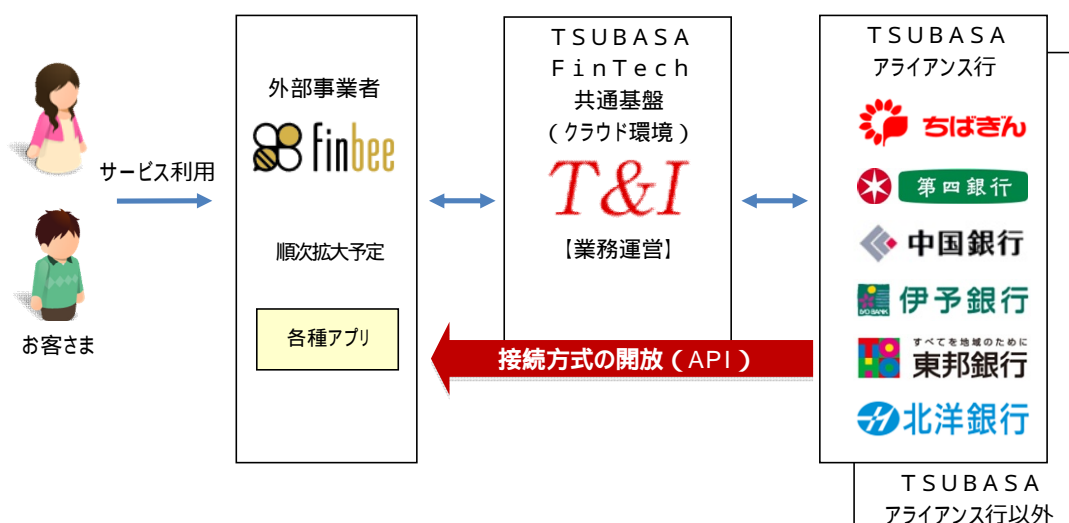 サービス利用
お客さま
外部事業者
finbee
順次拡大予定
各種アプリ
ＴＳＵＢＡＳＡ
ＦｉｎＴｅｃｈ
共通基盤
（クラウド環境）
T&I
【業務運営】
接続方式の開放（API）
ＴＳＵＢＡＳＡ
アライアンス行
ちばぎん
第四銀行
中国銀行
IYO BANK
伊予銀行
すべてを地域のために
TOHO
東邦銀行
北洋銀行
ＴＳＵＢＡＳＡ
アライアンス行以外